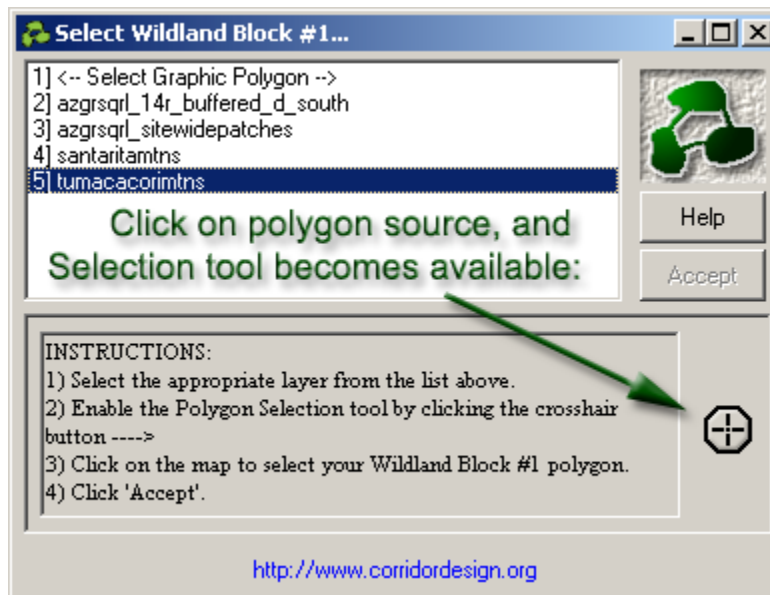 Select Wildland Block #1...
1] <-- Select Graphic Polygon -->
2] azgrsqrl_14r_buffered_d_south
3] azgrsqrl_sitewidepatches
4] santaritamtns
5] tumacacorimtns
Click on polygon source, and
Selection tool becomes available:
Help
Accept
INSTRUCTIONS:
1) Select the appropriate layer from the list above.
2) Enable the Polygon Selection tool by clicking the crosshair
button ---->
3) Click on the map to select your Wildland Block #1 polygon.
4) Click 'Accept'.
http://www.corridordesign.org